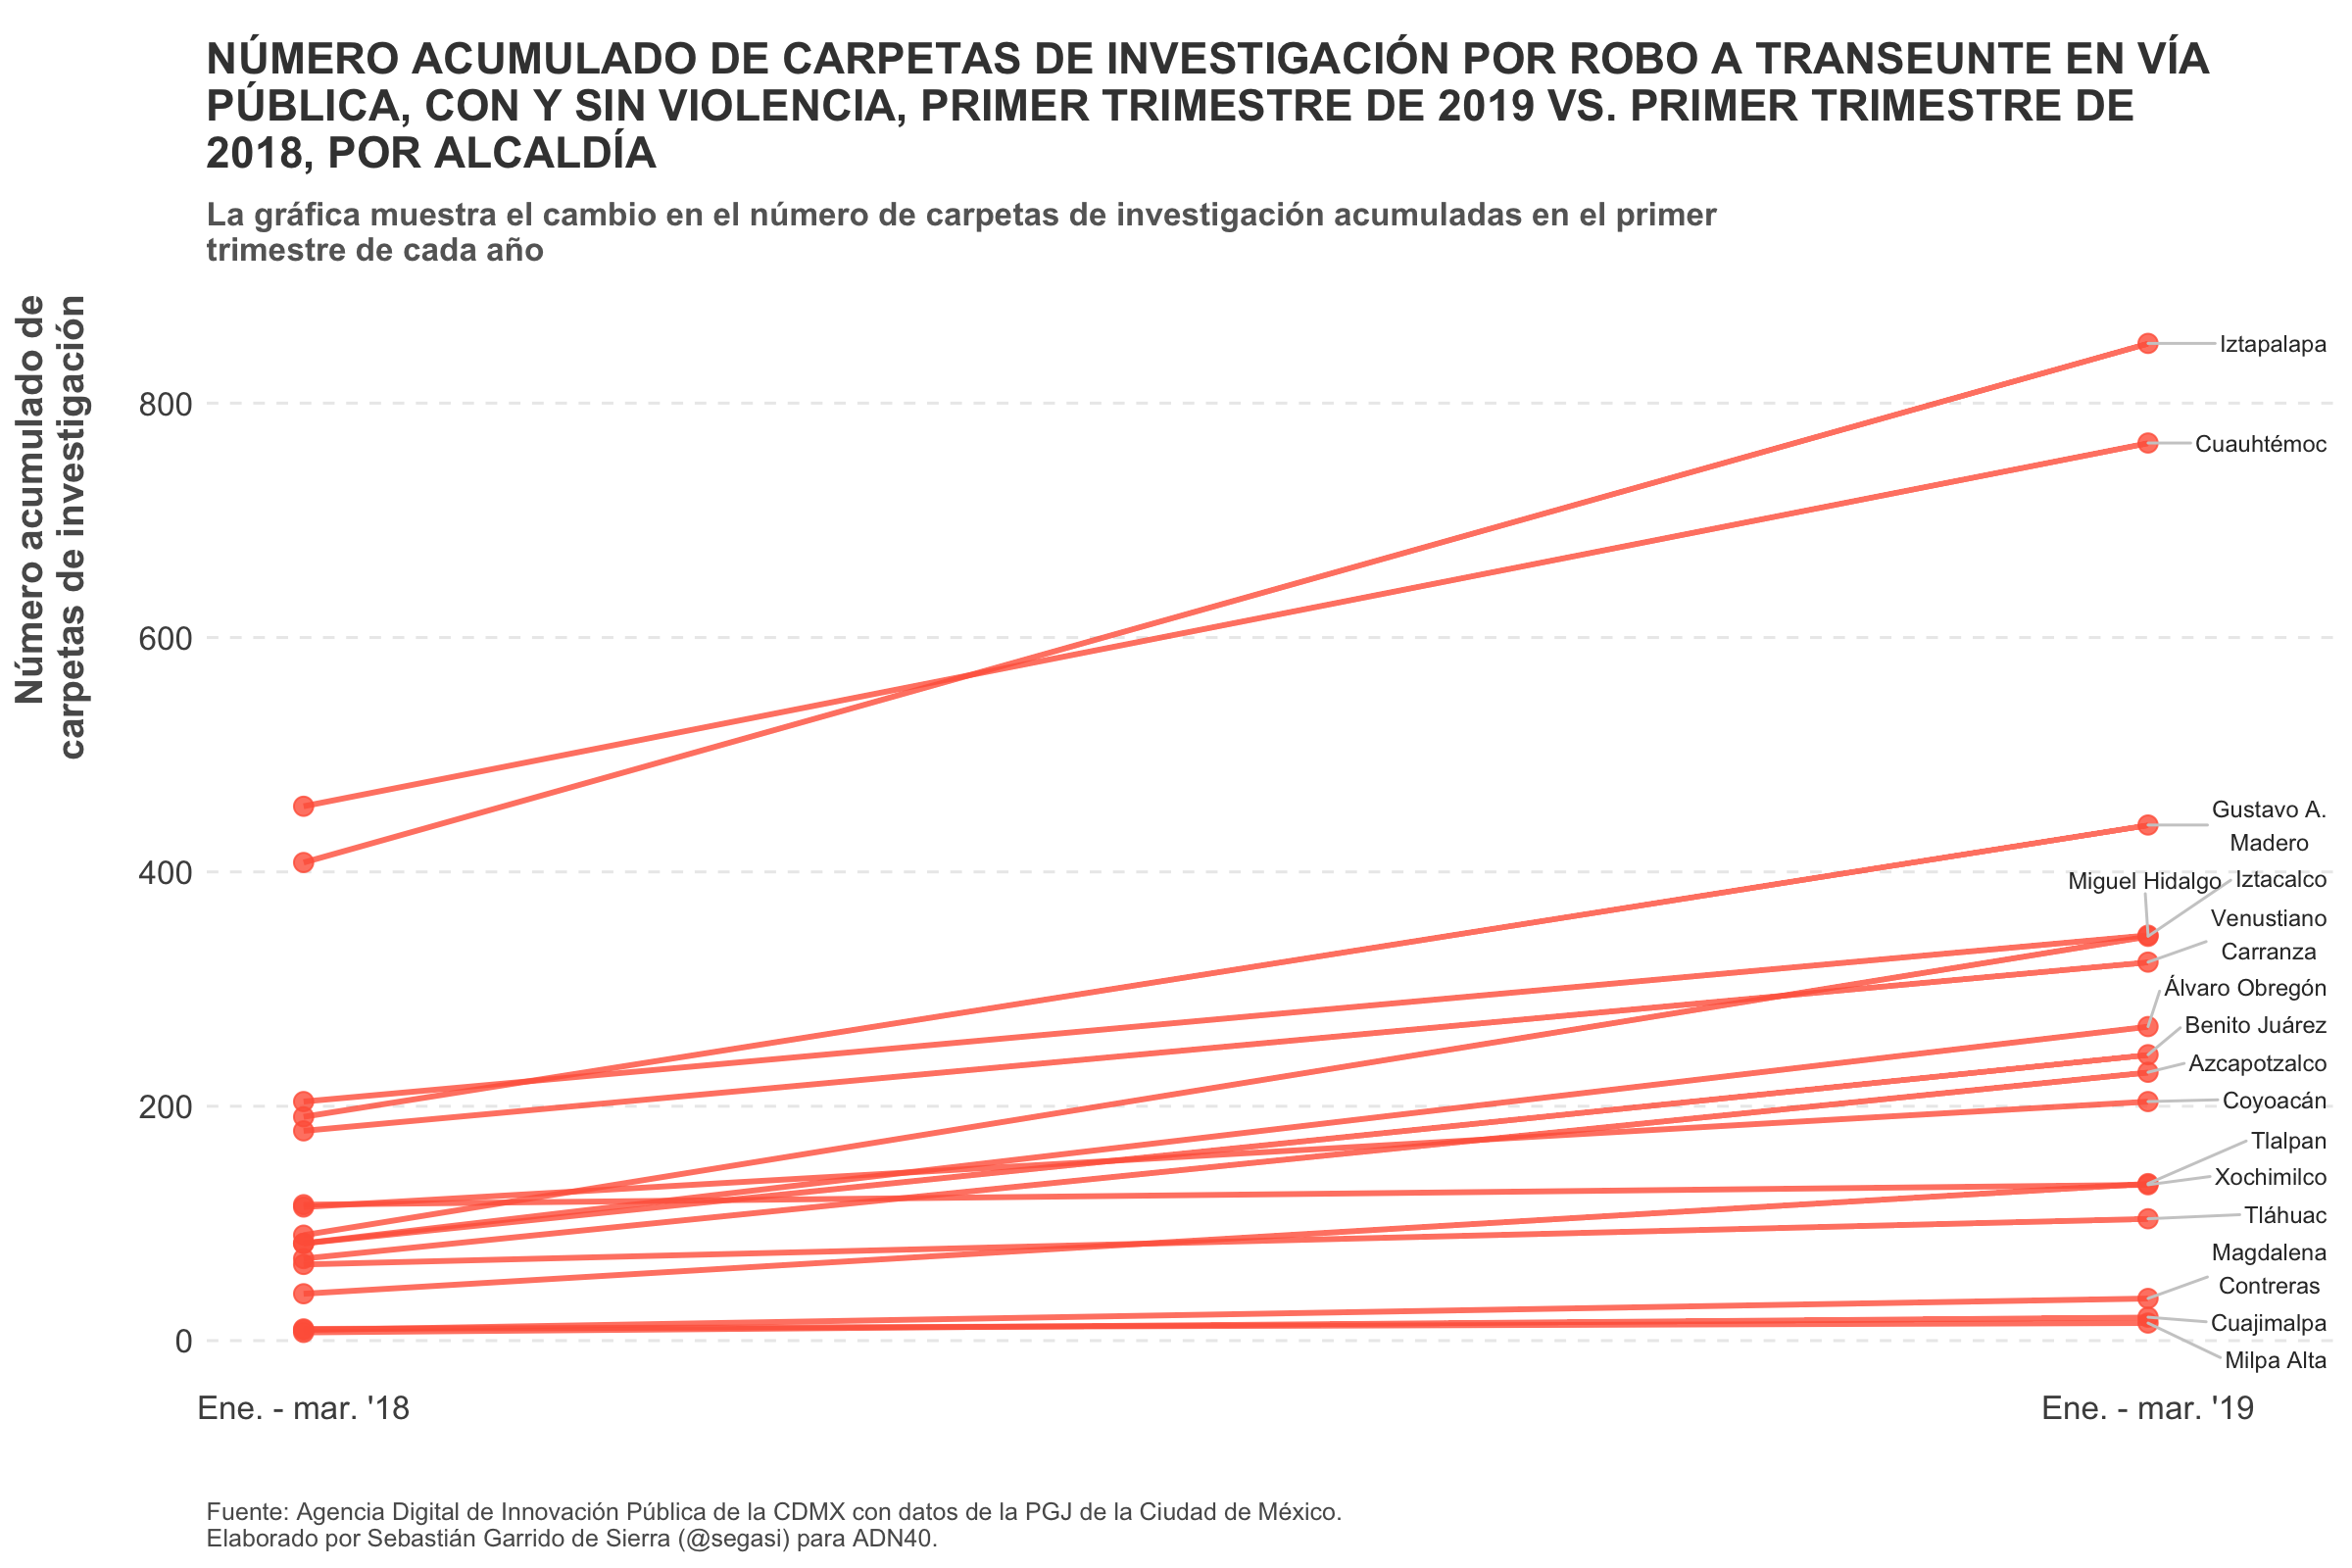 NÚMERO ACUMULADO DE CARPETAS DE INVESTIGACIÓN POR ROBO A TRANSEUNTE EN VÍA
PÚBLICA, CON Y SIN VIOLENCIA, PRIMER TRIMESTRE DE 2019 VS. PRIMER TRIMESTRE DE
2018, POR ALCALDÍA
La gráfica muestra el cambio en el número de carpetas de investigación acumuladas en el primer
trimestre de cada año
Número acumulado de
carpetas de investigación
800
600
400
200
0
Iztapalapa
Cuauhtémoc
Gustavo A.
Madero
Miguel Hidalgo
Iztacalco
Venustiano
Carranza
Álvaro Obregón
Benito Juárez
Azcapotzalco
Coyoacán
Tlalpan
Xochimilco
Tláhuac
Magdalena
Contreras
Cuajimalpa
Milpa Alta
Ene. - mar. '18
Ene. - mar. '19
Fuente: Agencia Digital de Innovación Pública de la CDMX con datos de la PGJ de la Ciudad de México.
Elaborado por Sebastián Garrido de Sierra (@segasi) para ADN40.